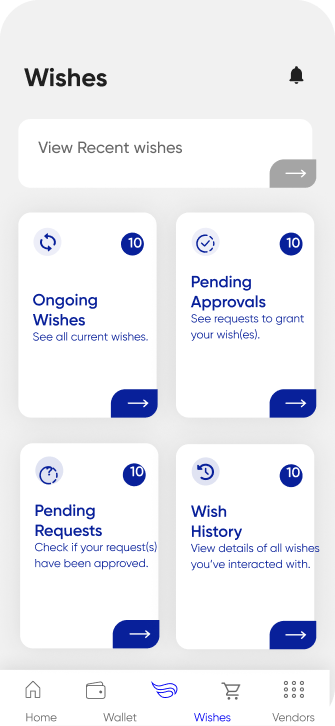 Wishes
View Recent wishes
10
Ongoing
Wishes
See all current wishes.
10
Pending
Approvals
See requests to grant
your wish(es).
10
Pending
Requests
Check if your request(s)
have been approved.
10
Wish
History
View details of all wishes
you’ve interacted with.
Home Wallet Wishes Vendors